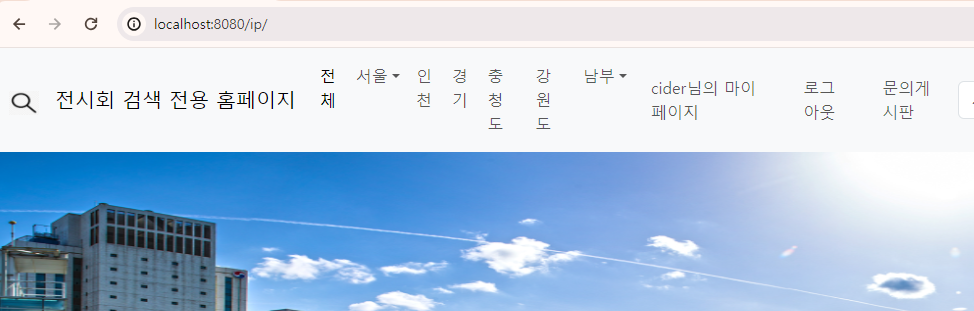 localhost:8080/ip/
전시회 검색 전용 홈페이지
전
체
서울
인
천
경
기
충
청
도
강
원
도
남부
cider님의 마이
페이지
로그
아웃
문의게
시판